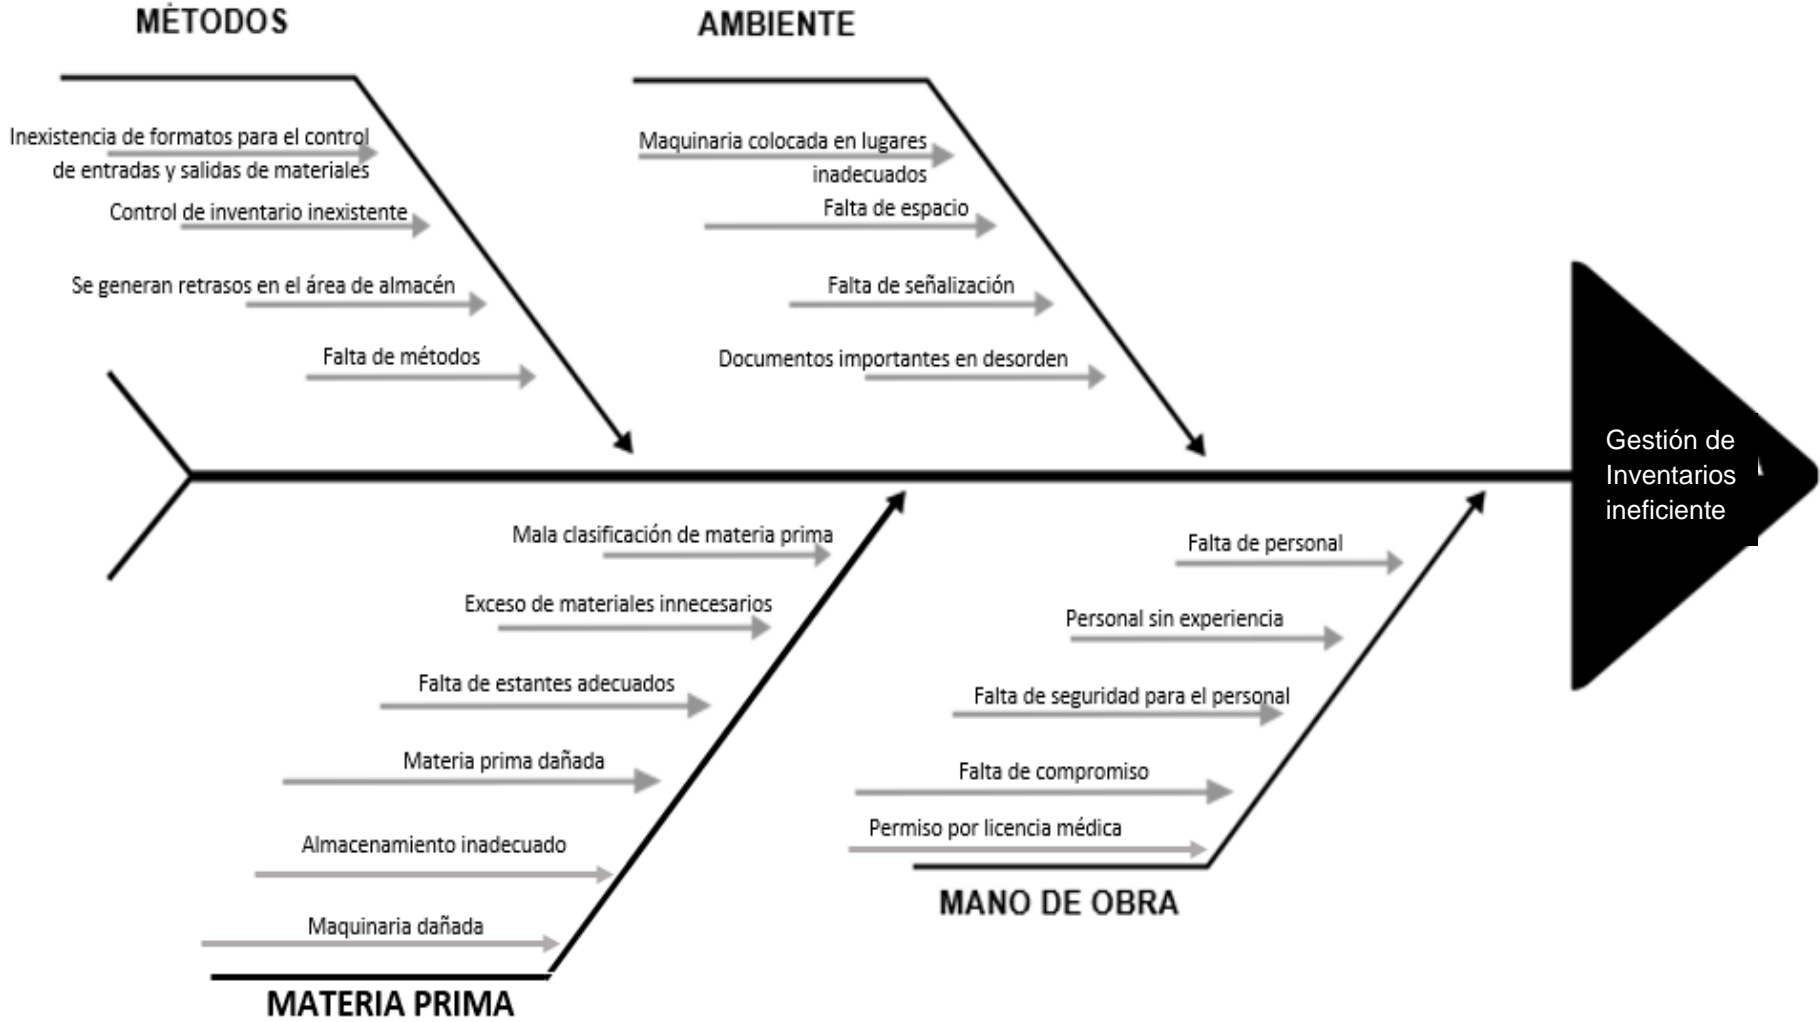 MÉTODOS
Inexistencia de formatos para el control
de entradas y salidas de materiales
Control de inventario inexistente
Se generan retrasos en el área de almacén
Falta de métodos
AMBIENTE
Maquinaria colocada en lugares
inadecuados
Falta de espacio
Falta de señalización
Documentos importantes en desorden
Gestión de
Inventarios
ineficiente
Mala clasificación de materia prima
Exceso de materiales innecesarios
Falta de estantes adecuados
Materia prima dañada
Almacenamiento inadecuado
Maquinaria dañada
MATERIA PRIMA
Falta de personal
Personal sin experiencia
Falta de seguridad para el personal
Falta de compromiso
Permiso por licencia médica
MANO DE OBRA